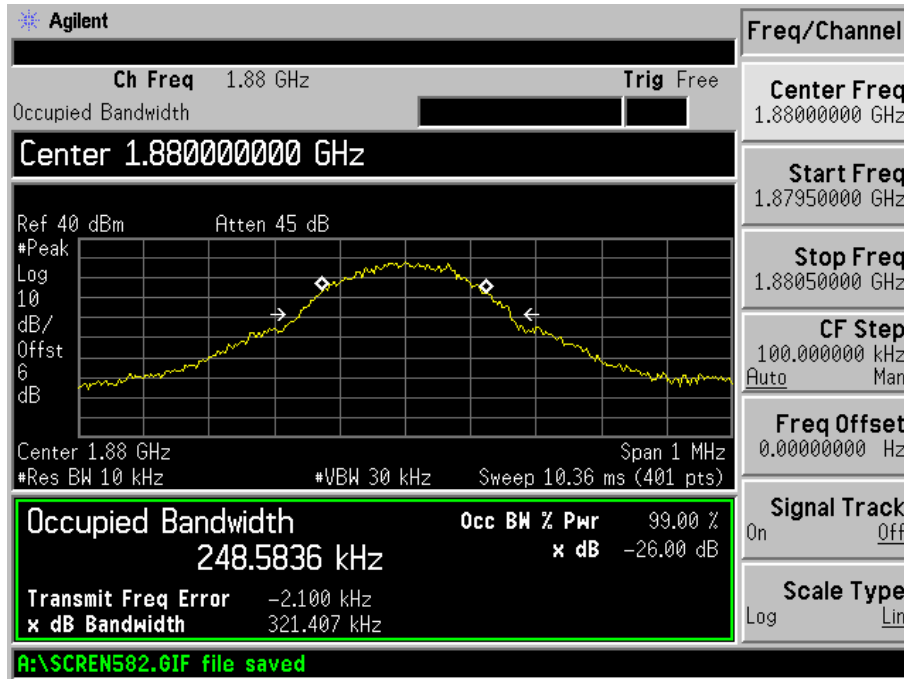 Agilent
Freq/Channel
Ch Freq 1.88 GHz Trig Free
Occupied Bandwidth
Center 1.880000000 GHz
Ref 40 dBm Atten 45 dB
#Peak
Log
10
dB/
Offst
6
dB
Center 1.88 GHz Span 1 MHz
#Res BW 10 kHz #VBW 30 kHz Sweep 10.36 ms (401 pts)
Occupied Bandwidth
248.5836 kHz
Occ BW % Pwr 99.00 %
x dB -26.00 dB
Transmit Freq Error -2.100 kHz
x dB Bandwidth 321.407 kHz
A:\SCREN582.GIF file saved
Center Freq
1.88000000 GHz
Start Freq
1.87950000 GHz
Stop Freq
1.88050000 GHz
CF Step
100.000000 kHz
Auto Man
Freq Offset
0.00000000 Hz
Signal Track
On Off
Scale Type
Log Lin